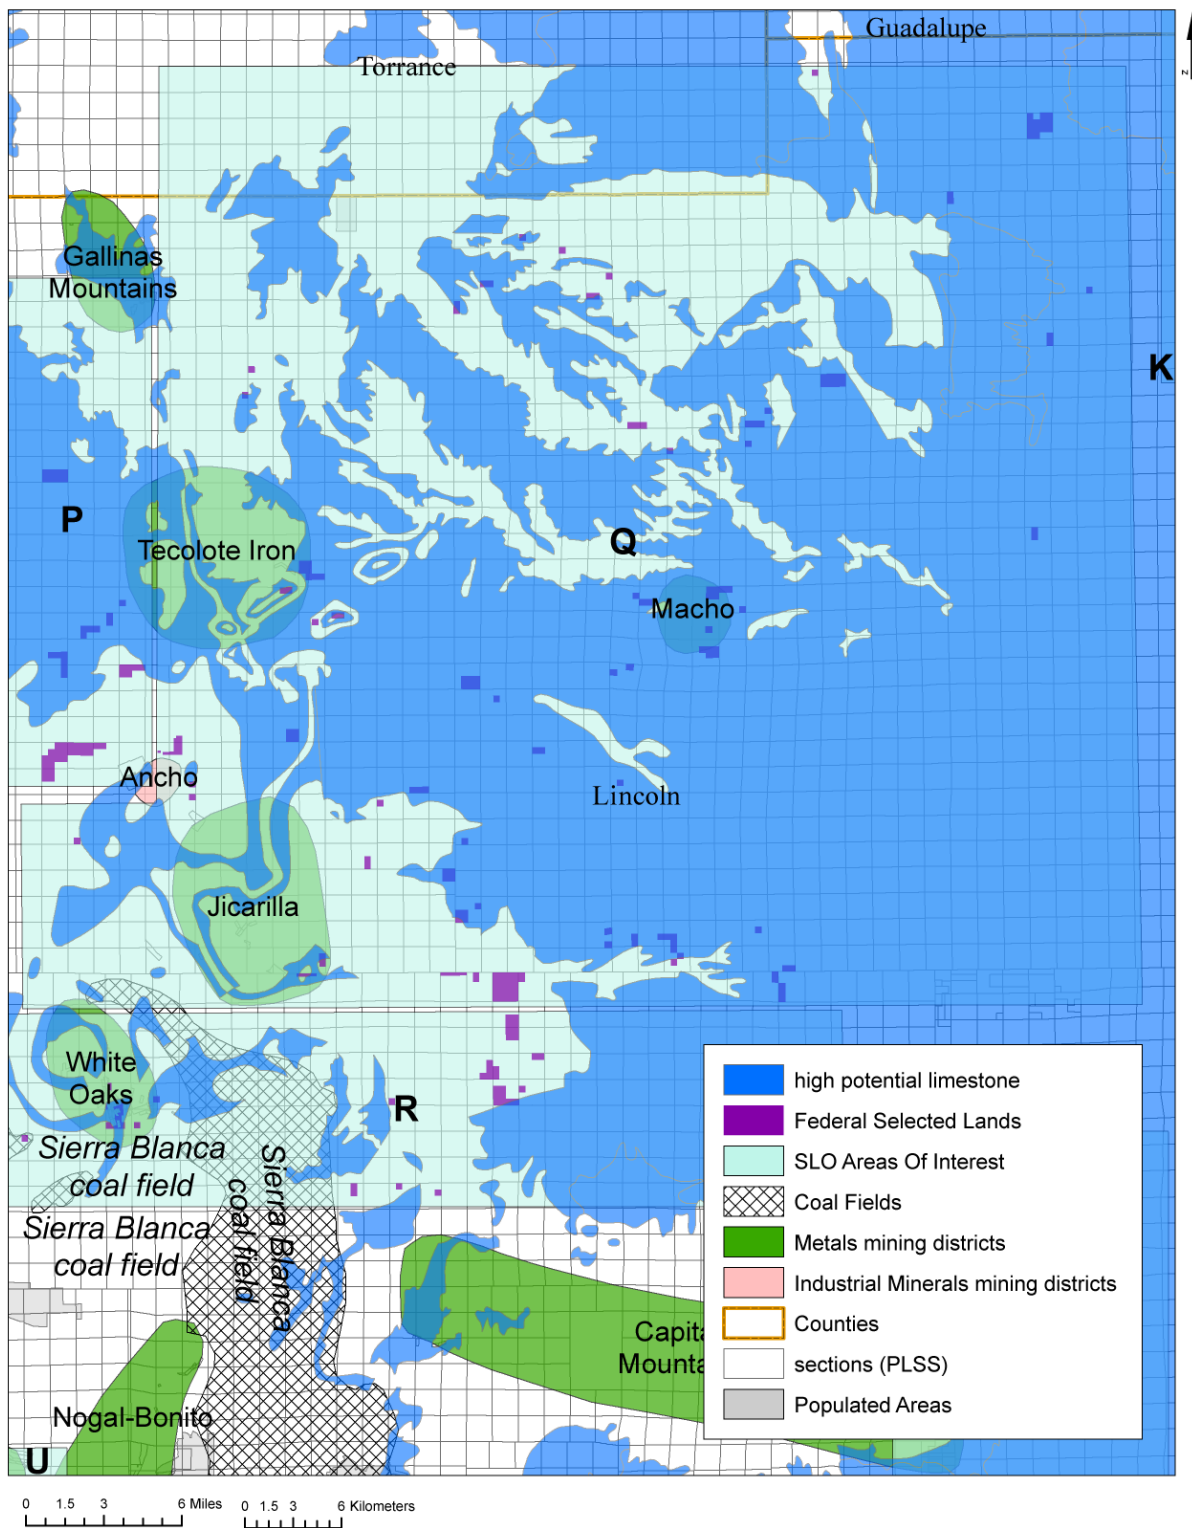 Guadalupe
Torrance
z
Gallinas
Mountains
K
P
Q
Tecolote Iron
Macho
Ancho
Lincoln
Jicarilla
White
Oaks
R
Sierra Blanca
coal field
Sierra Blanca
coal field
Sierra Blanca
coal field
Capita
Mounta
Nogal-Bonito
U
high potential limestone
Federal Selected Lands
SLO Areas Of Interest
Coal Fields
Metals mining districts
Industrial Minerals mining districts
Counties
sections (PLSS)
Populated Areas
0 1.5 3 6 Miles
0 1.5 3 6 Kilometers